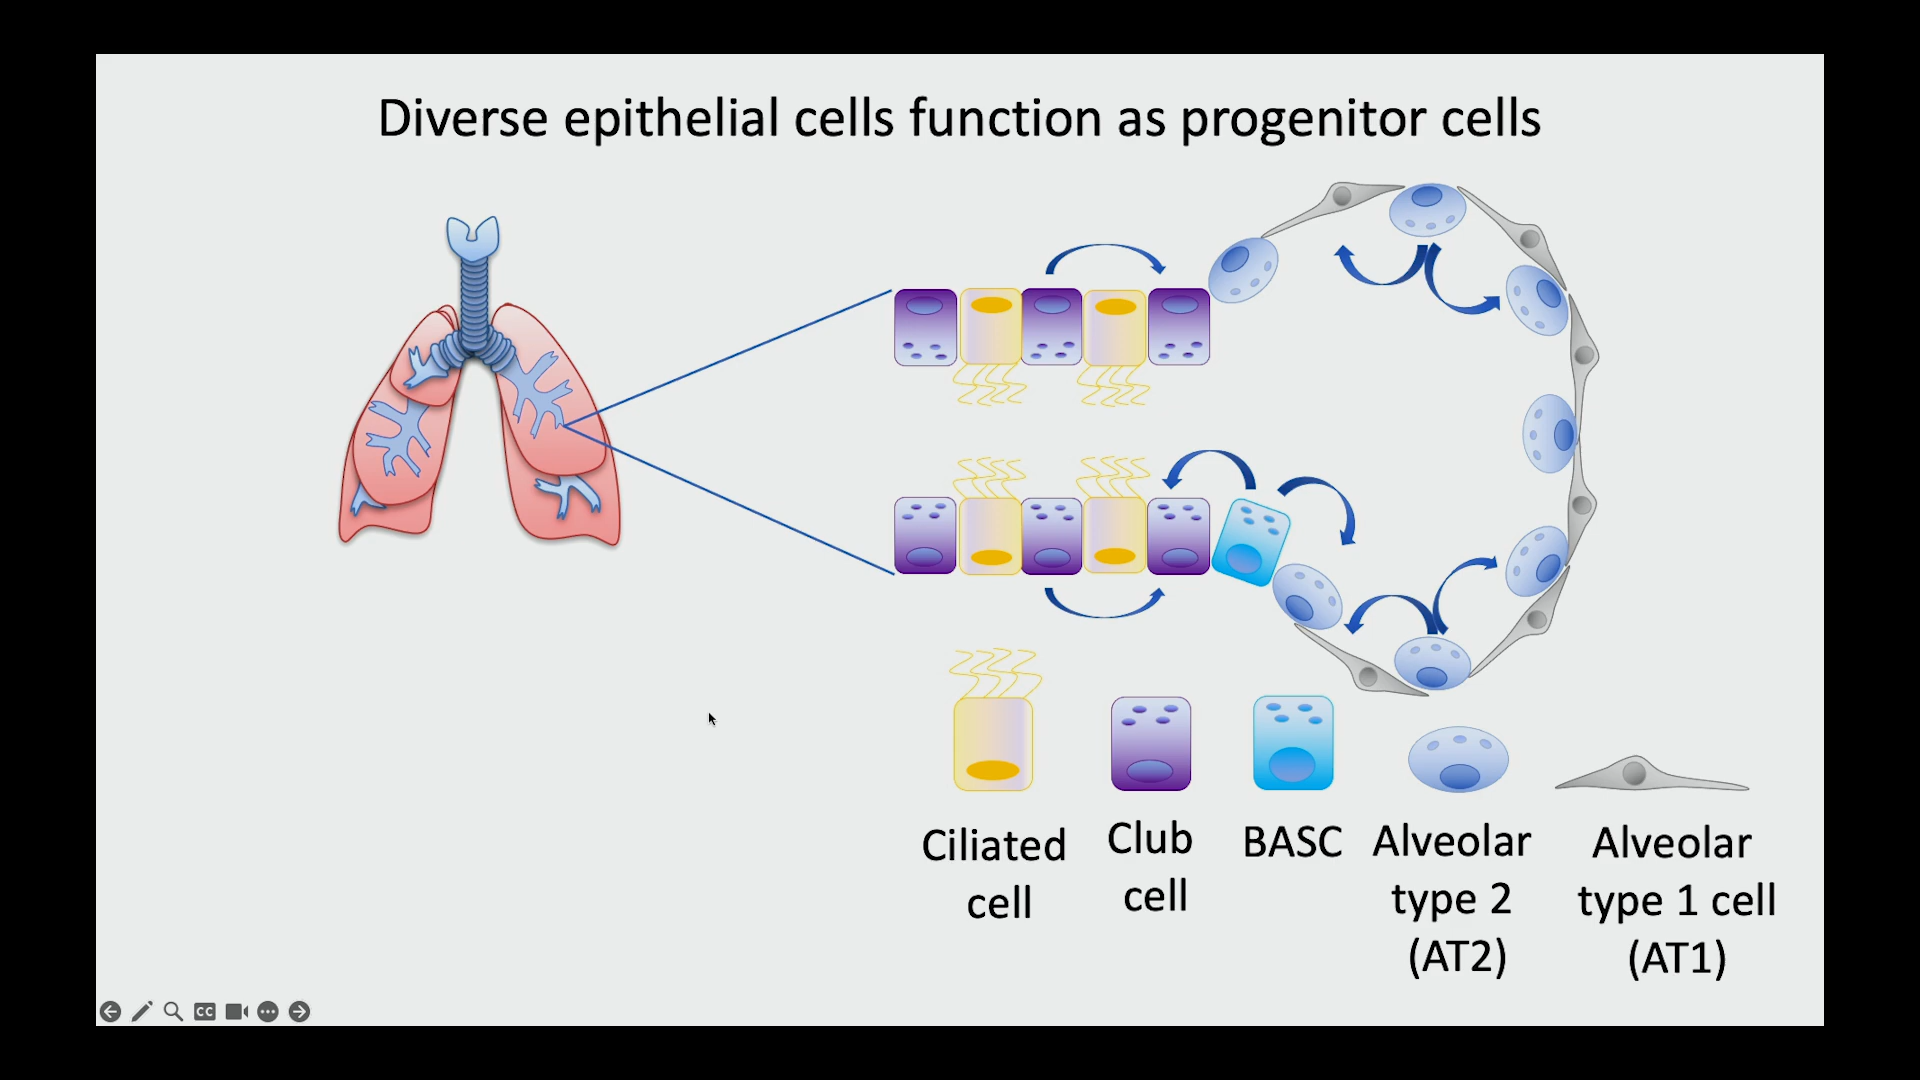 Diverse epithelial cells function as progenitor cells
Ciliated
cell
Club
cell
BASC
Alveolar
type 2
(AT2)
Alveolar
type 1 cell
(AT1)
CC